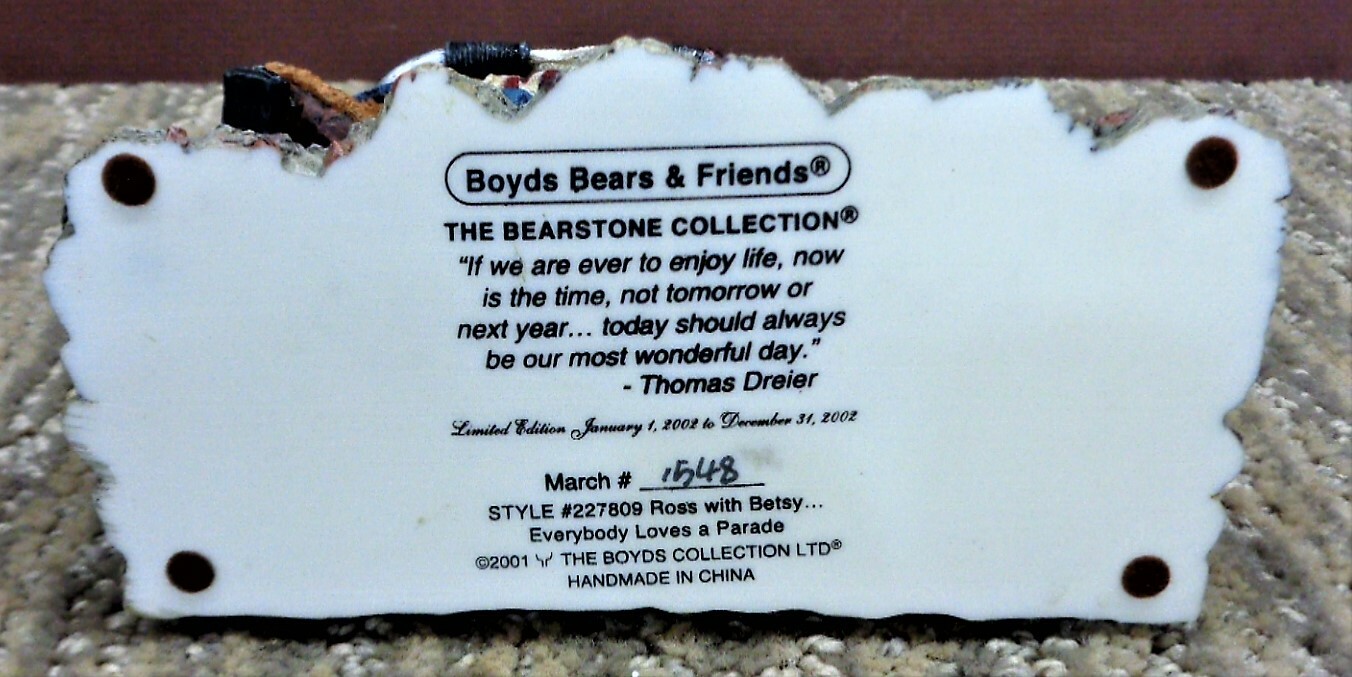 Boyds Bears & Friends®
THE BEARSTONE COLLECTION®
“If we are ever to enjoy life, now
is the time, not tomorrow or
next year... today should always
be our most wonderful day.”
- Thomas Dreier
Limited Edition January 1, 2002 to December 31, 2002
March # 1548
STYLE #227809 Ross with Betsy...
Everybody Loves a Parade
©2001 THE BOYDS COLLECTION LTD®
HANDMADE IN CHINA